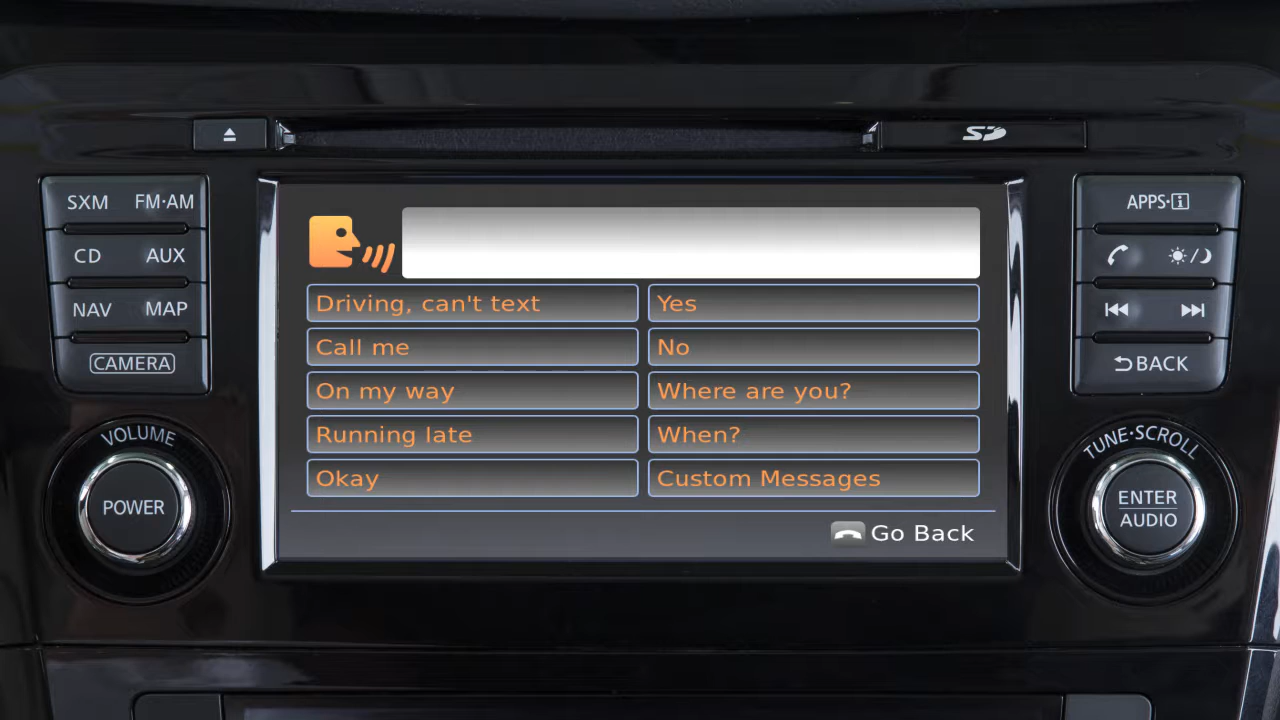 SD
SXM FM·AM
CD AUX
NAV MAP
CAMERA
VOLUME
POWER
Driving, can't text
Yes
Call me
No
On my way
Where are you?
Running late
When?
Okay
Custom Messages
Go Back
APPS·i
BACK
TUNE·SCROLL
ENTER
AUDIO